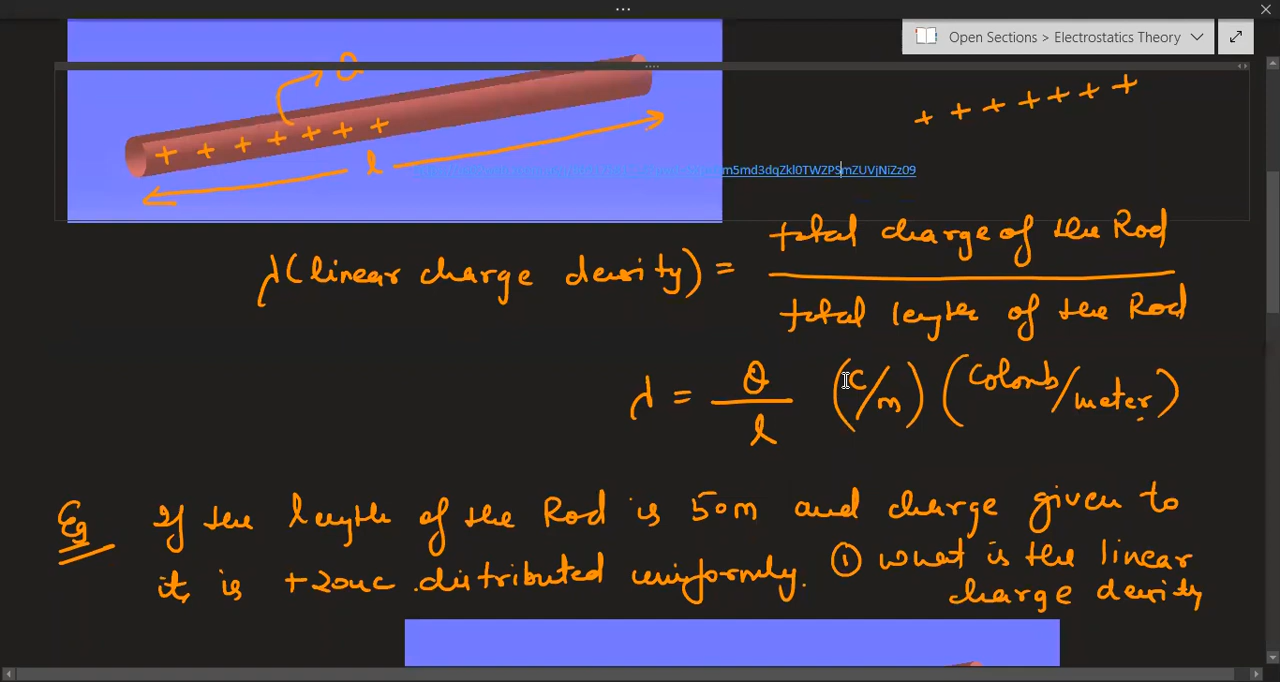 Open Sections > Electrostatics Theory
Q
+ + + + + + +
+ + + + + + +
l
m5md3dqZkl0TWZPSmZUVjNiZz09
λ(linear charge density) = total charge of the Rod
total length of the Rod
λ = Q (C/m) (Colomb/meter)
l
Eg If the length of the Rod is 50m and charge given to
it is +20uc .distributed uniformly. ① What is the linear
charge density